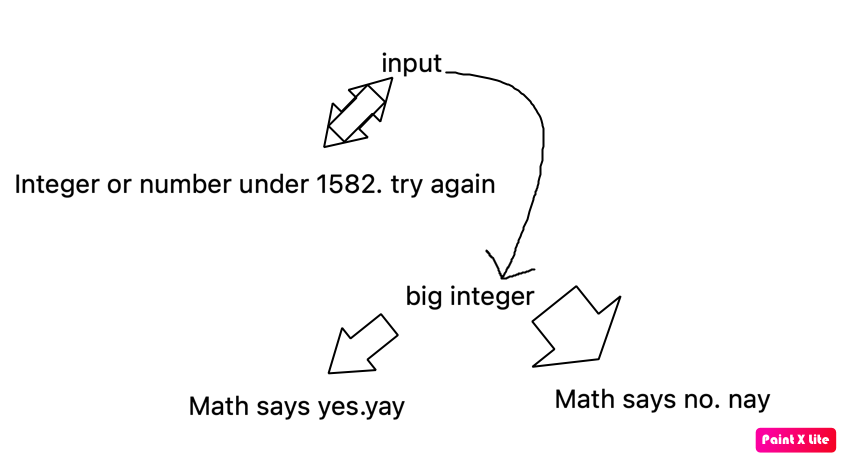 input
Integer or number under 1582. try again
big integer
Math says yes.yay
Math says no. nay
Paint X Lite